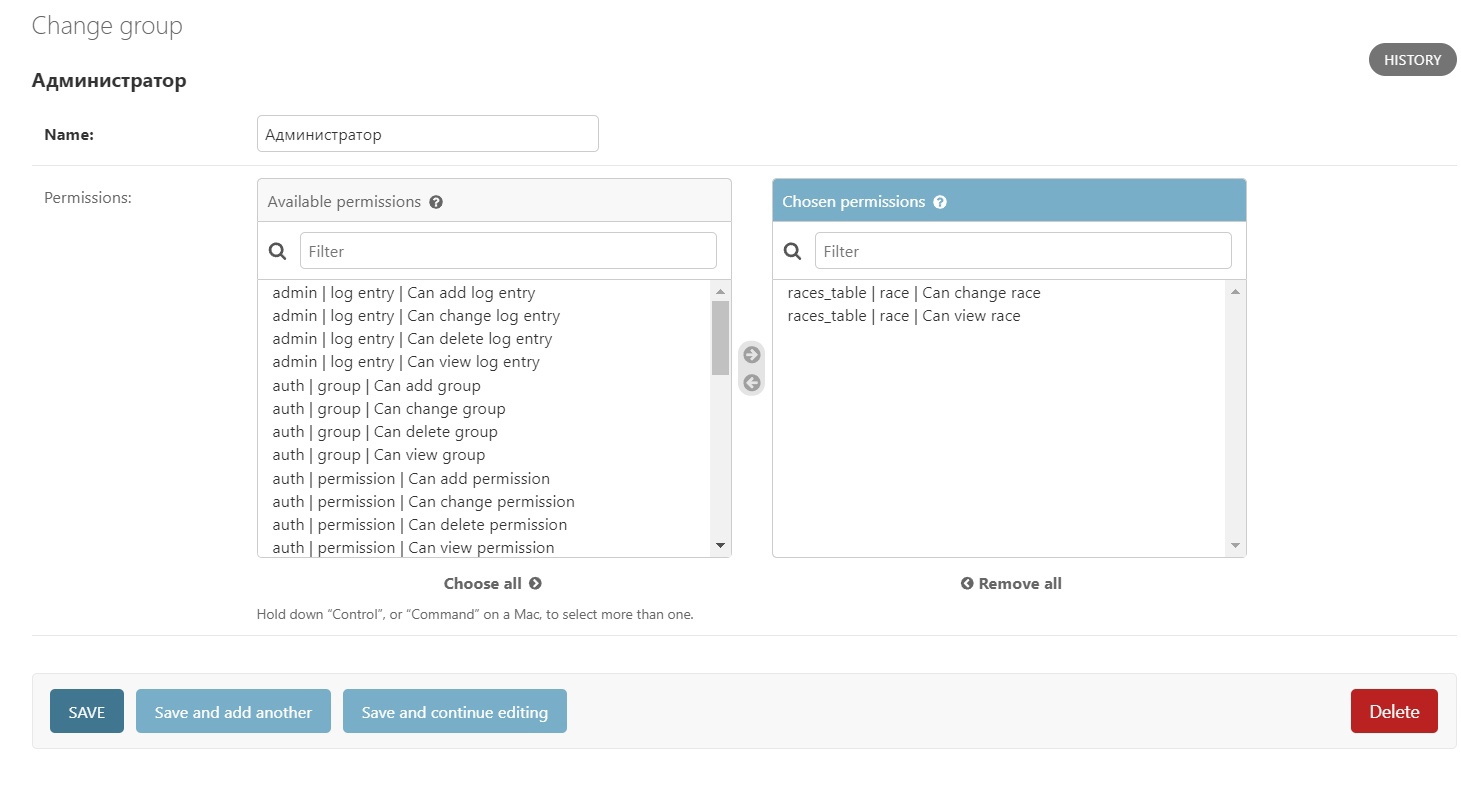 Change group
HISTORY
Администратор
Name:
Администратор
Permissions:
Available permissions ?
Filter
admin | log entry | Can add log entry
admin | log entry | Can change log entry
admin | log entry | Can delete log entry
admin | log entry | Can view log entry
auth | group | Can add group
auth | group | Can change group
auth | group | Can delete group
auth | group | Can view group
auth | permission | Can add permission
auth | permission | Can change permission
auth | permission | Can delete permission
auth | permission | Can view permission
Choose all
Hold down “Control”, or “Command” on a Mac, to select more than one.
Chosen permissions ?
Filter
races_table | race | Can change race
races_table | race | Can view race
Remove all
SAVE
Save and add another
Save and continue editing
Delete